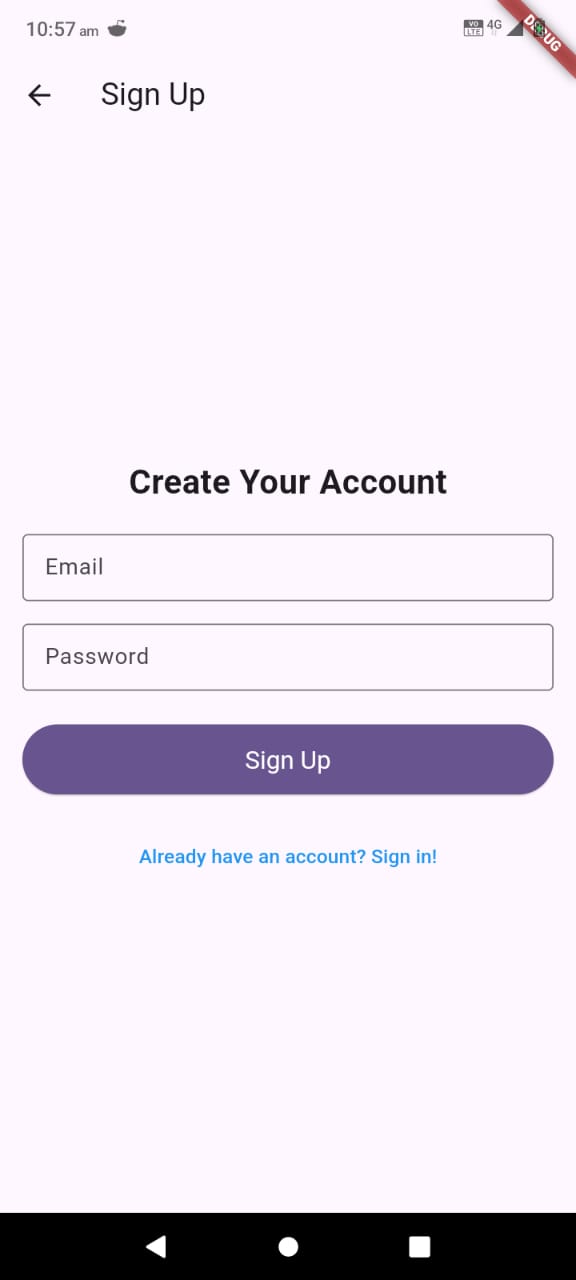 10:57 am
VO LTE 4G
DEBUG
Sign Up
Create Your Account
Email
Password
Sign Up
Already have an account? Sign in!